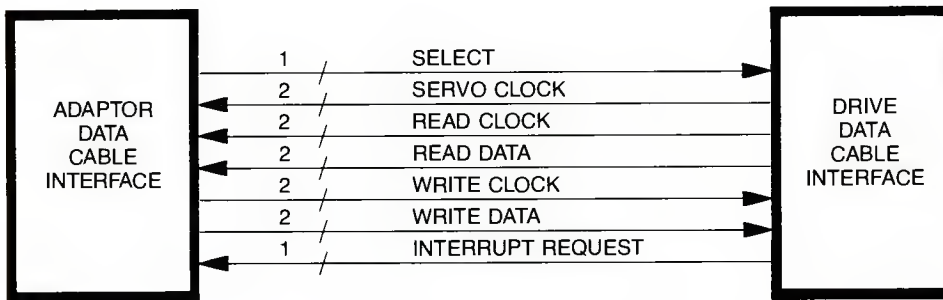 ADAPTOR
DATA
CABLE
INTERFACE
1 / SELECT
2 / SERVO CLOCK
2 / READ CLOCK
2 / READ DATA
2 / WRITE CLOCK
2 / WRITE DATA
1 / INTERRUPT REQUEST
DRIVE
DATA
CABLE
INTERFACE